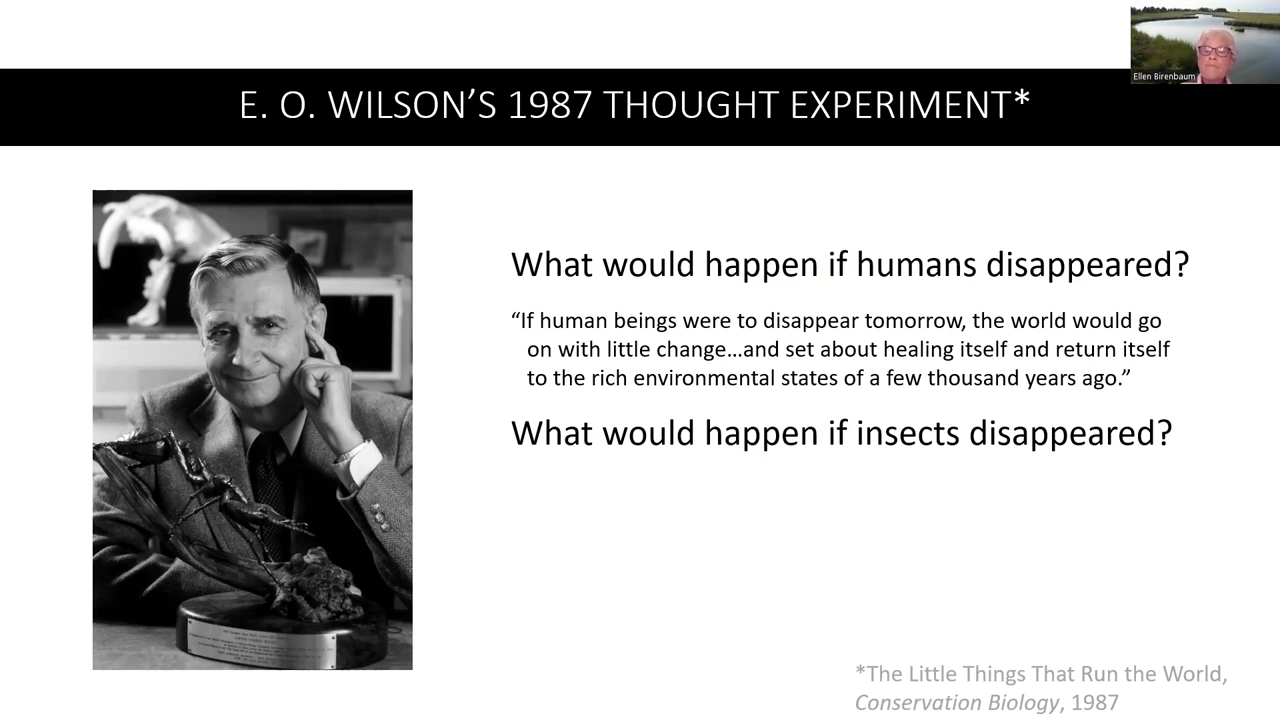 Ellen Birenbaum
E. O. WILSON’S 1987 THOUGHT EXPERIMENT*
What would happen if humans disappeared?
“If human beings were to disappear tomorrow, the world would go
on with little change…and set about healing itself and return itself
to the rich environmental states of a few thousand years ago.”
What would happen if insects disappeared?
*The Little Things That Run the World,
Conservation Biology, 1987